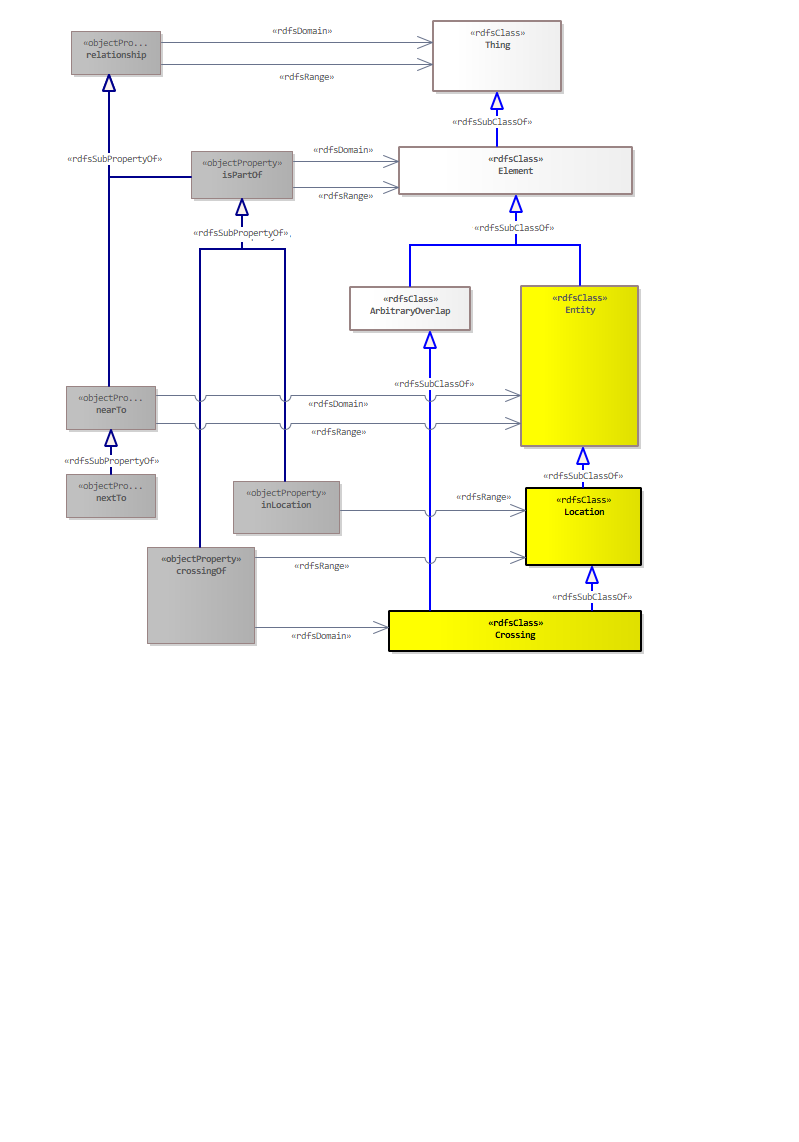 «rdfsDomain»
«rdfsClass»
Thing
«objectPro...
relationship
«rdfsRange»
«rdfsSubClassOf»
«rdfsDomain»
«rdfsSubPropertyOf»
«objectProperty»
isPartOf
«rdfsClass»
Element
«rdfsRange»
«rdfsSubPropertyOf»
«rdfsSubClassOf»
«rdfsClass»
ArbitraryOverlap
«rdfsClass»
Entity
«rdfsSubClassOf»
«objectPro...
nearTo
«rdfsDomain»
«rdfsRange»
«rdfsSubPropertyOf»
«rdfsSubClassOf»
«objectPro...
nextTo
«objectProperty»
inLocation
«rdfsRange»
«rdfsClass»
Location
«objectProperty»
crossingOf
«rdfsRange»
«rdfsSubClassOf»
«rdfsDomain»
«rdfsClass»
Crossing